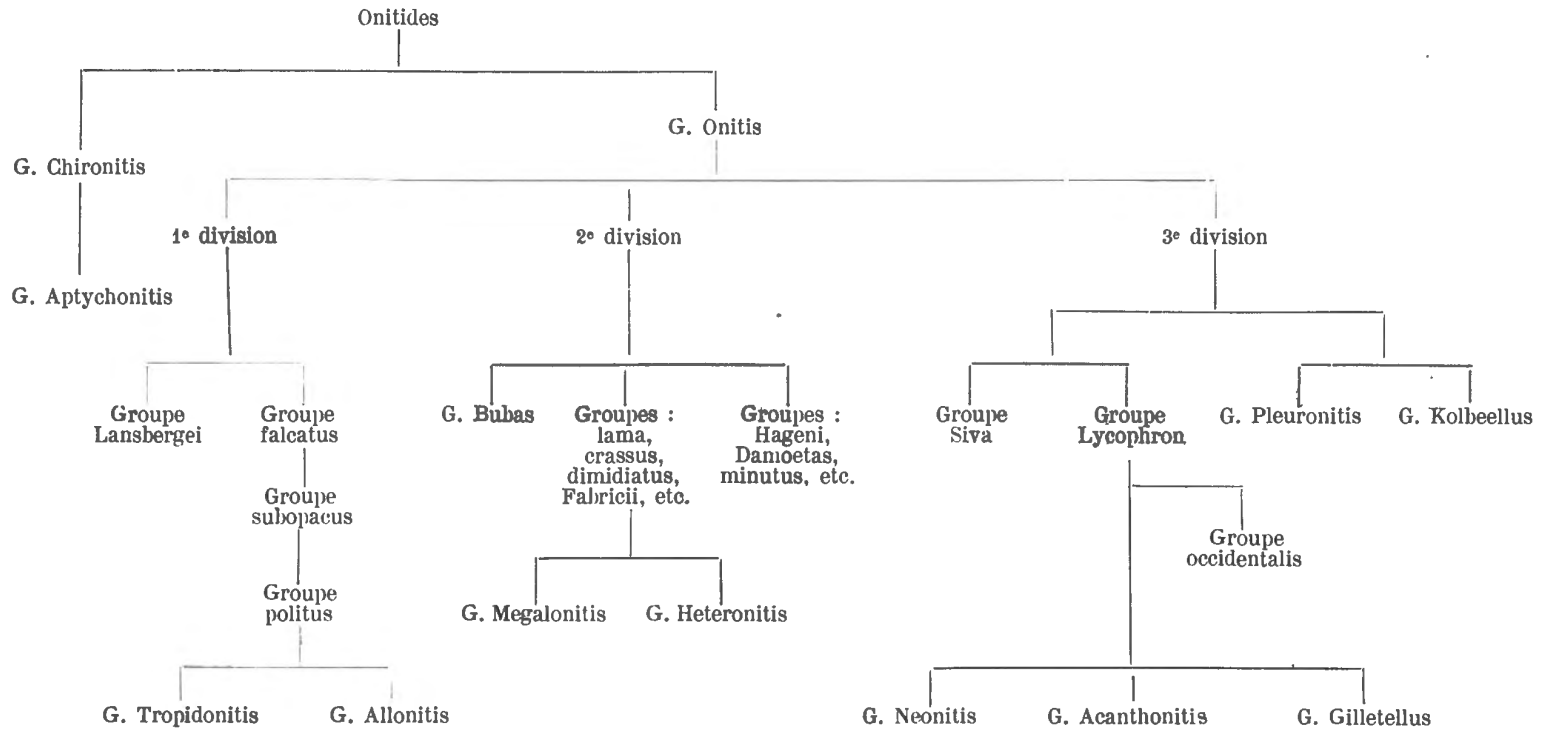 Onitides
G. Onitis
G. Chironitis
1e division
2e division
3e division
G. Aptychonitis
Groupe
Lansbergei
Groupe
falcatus
G. Bubas
Groupes :
lama,
crassus,
dimidiatus,
Fabricii, etc.
Groupes :
Hageni,
Damoetas,
minutus, etc.
Groupe
Siva
Groupe
Lycophron
G. Pleuronitis
G. Kolbeellus
Groupe
subopacus
Groupe
occidentalis
Groupe
politus
G. Megalonitis
G. Heteronitis
G. Tropidonitis
G. Allonitis
G. Neonitis
G. Acanthonitis
G. Gilletellus